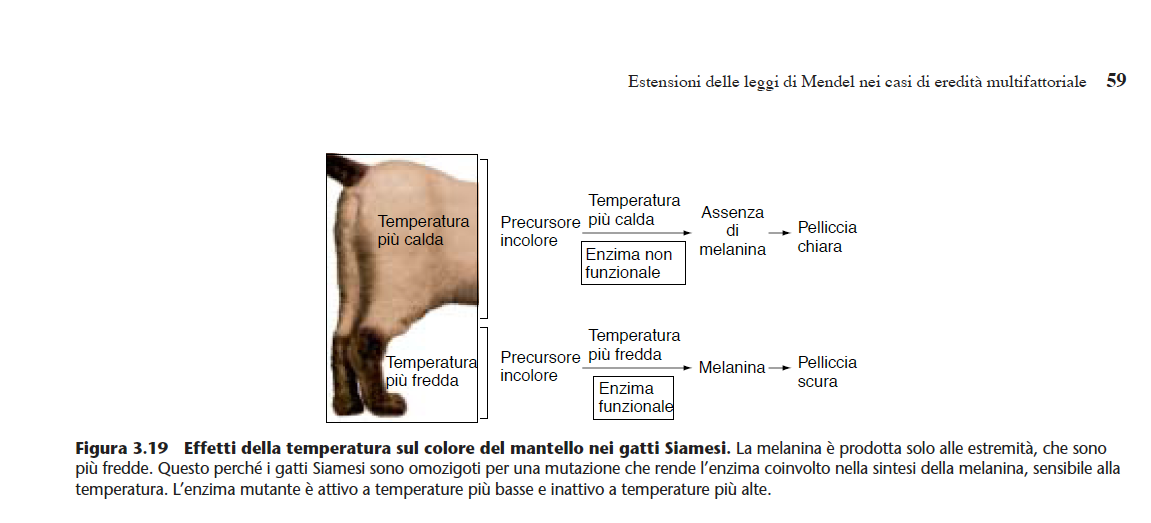 Estensioni delle leggi di Mendel nei casi di eredità multifattoriale 59
Temperatura
più calda
Precursore
incolore
Temperatura
più calda
Enzima non
funzionale
Assenza
di
melanina
Pelliccia
chiara
Temperatura
più fredda
Precursore
incolore
Temperatura
più fredda
Enzima
funzionale
Melanina
Pelliccia
scura
Figura 3.19 Effetti della temperatura sul colore del mantello nei gatti Siamesi. La melanina è prodotta solo alle estremità, che sono
più fredde. Questo perché i gatti Siamesi sono omozigoti per una mutazione che rende l’enzima coinvolto nella sintesi della melanina, sensibile alla
temperatura. L’enzima mutante è attivo a temperature più basse e inattivo a temperature più alte.